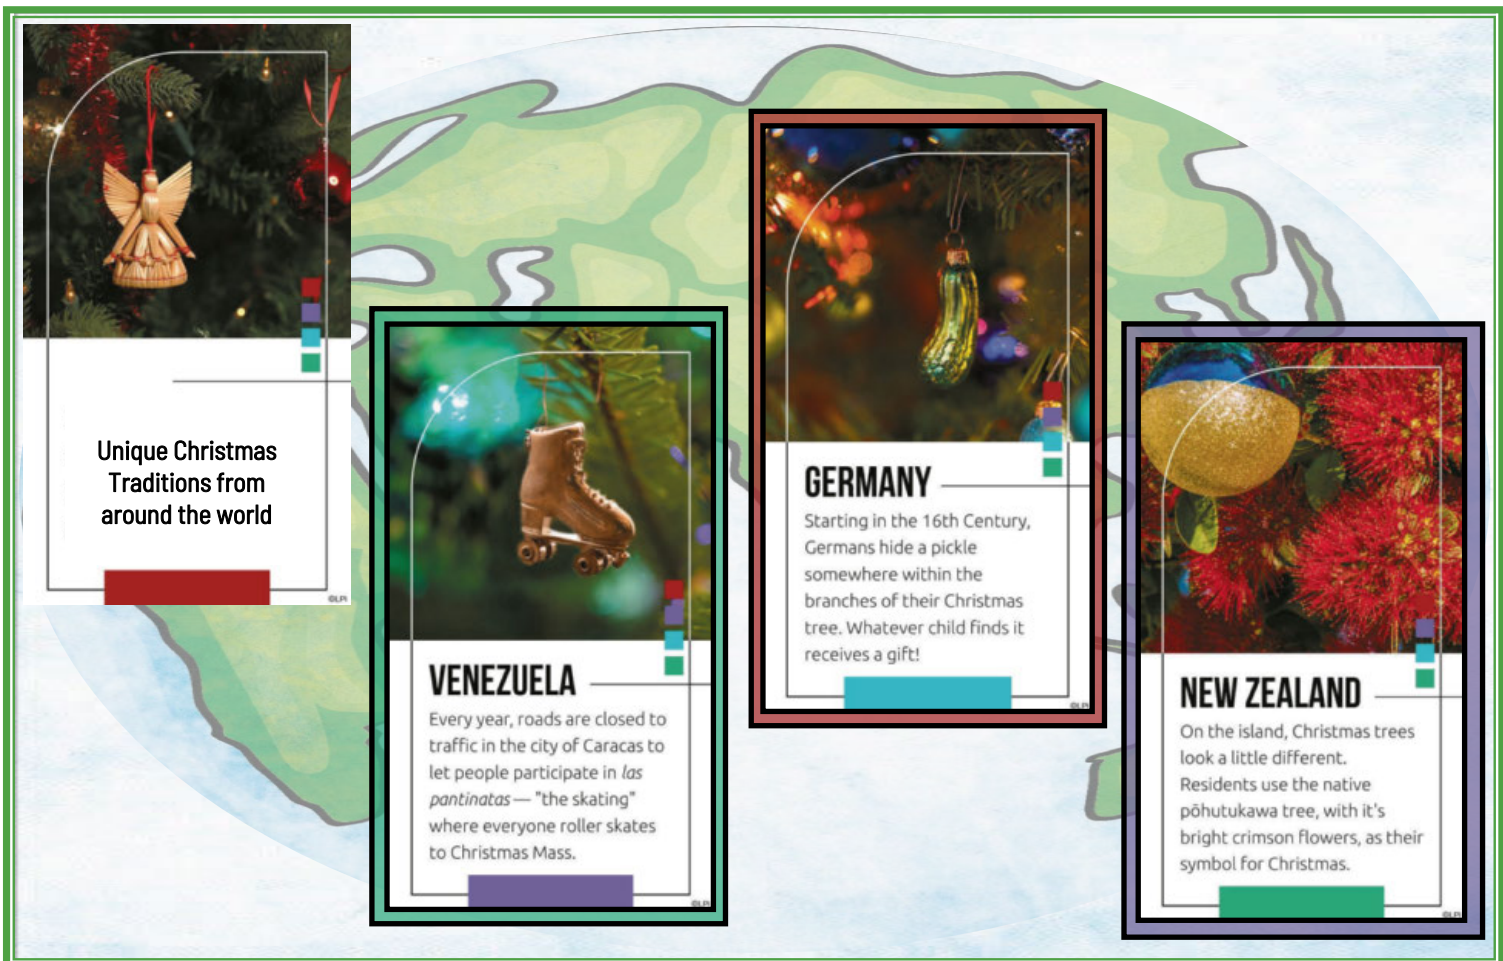 Unique Christmas
Traditions from
around the world
©LPi
VENEZUELA
Every year, roads are closed to
traffic in the city of Caracas to
let people participate in las
pantinatas — "the skating"
where everyone roller skates
to Christmas Mass.
©LPi
GERMANY
Starting in the 16th Century,
Germans hide a pickle
somewhere within the
branches of their Christmas
tree. Whatever child finds it
receives a gift!
©LPi
NEW ZEALAND
On the island, Christmas trees
look a little different.
Residents use the native
pōhutukawa tree, with it's
bright crimson flowers, as their
symbol for Christmas.
©LPi